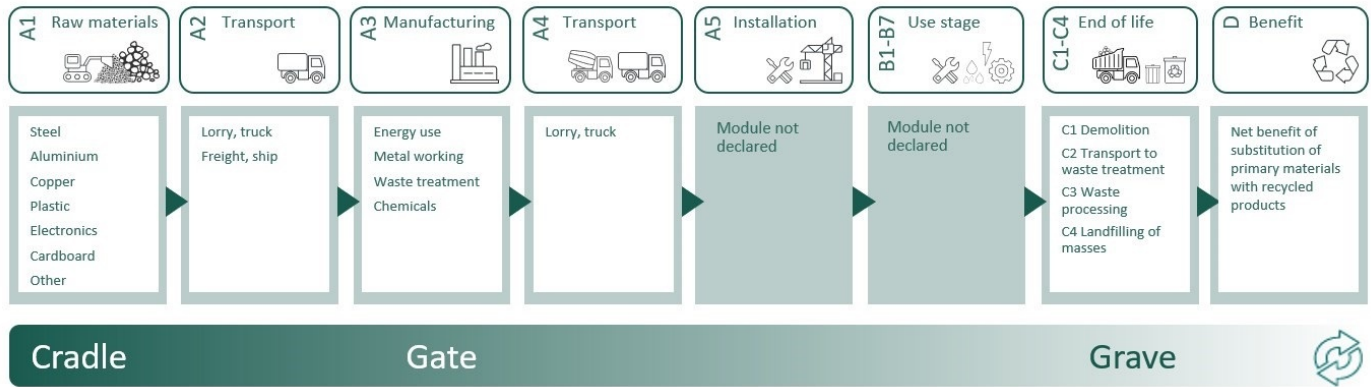 A1 Raw materials
A2 Transport
A3 Manufacturing
A4 Transport
A5 Installation
B1-B7 Use stage
C1-C4 End of life
D Benefit
Steel
Aluminium
Copper
Plastic
Electronics
Cardboard
Other
Lorry, truck
Freight, ship
Energy use
Metal working
Waste treatment
Chemicals
Lorry, truck
Module not
declared
Module not
declared
C1 Demolition
C2 Transport to
waste treatment
C3 Waste
processing
C4 Landfilling of
masses
Net benefit of
substitution of
primary materials
with recycled
products
Cradle
Gate
Grave